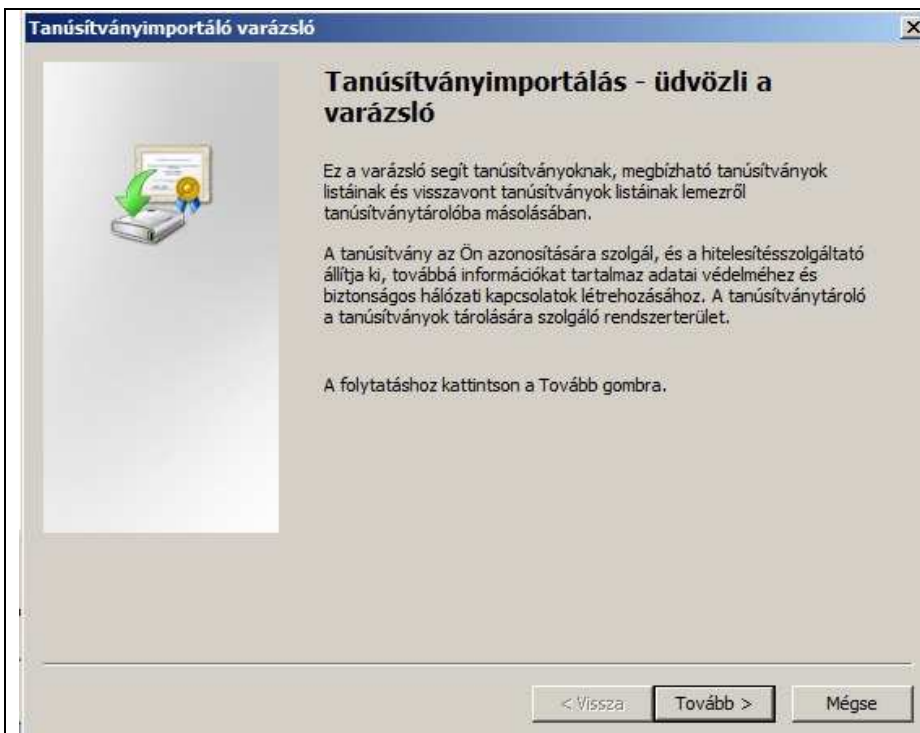 Tanúsítványimportáló varázsló
Tanúsítványimportálás - üdvözli a
varázsló
Ez a varázsló segít tanúsítványoknak, megbízható tanúsítványok
listáinak és visszavont tanúsítványok listáinak lemezről
tanúsítványtárolóba másolásában.
A tanúsítvány az Ön azonosítására szolgál, és a hitelesítésszolgáltató
állítja ki, továbbá információkat tartalmaz adatai védelméhez és
biztonságos hálózati kapcsolatok létrehozásához. A tanúsítványtároló
a tanúsítványok tárolására szolgáló rendszerterület.
A folytatáshoz kattintson a Tovább gombra.
< Vissza Tovább > Mégse